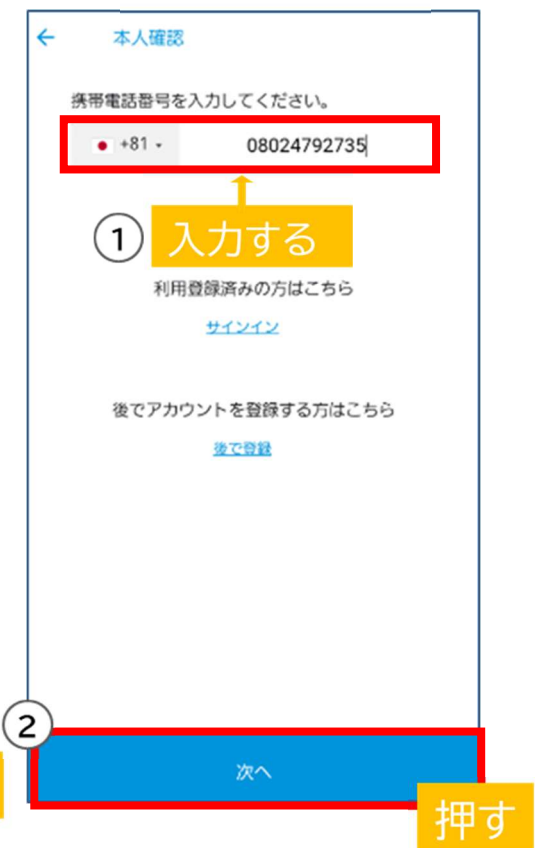 ← 本人確認
携帯電話番号を入力してください。
+81 08024792735
① 入力する
利用登録済みの方はこちら
サインイン
後でアカウントを登録する方はこちら
後で登録
②
次へ
押す